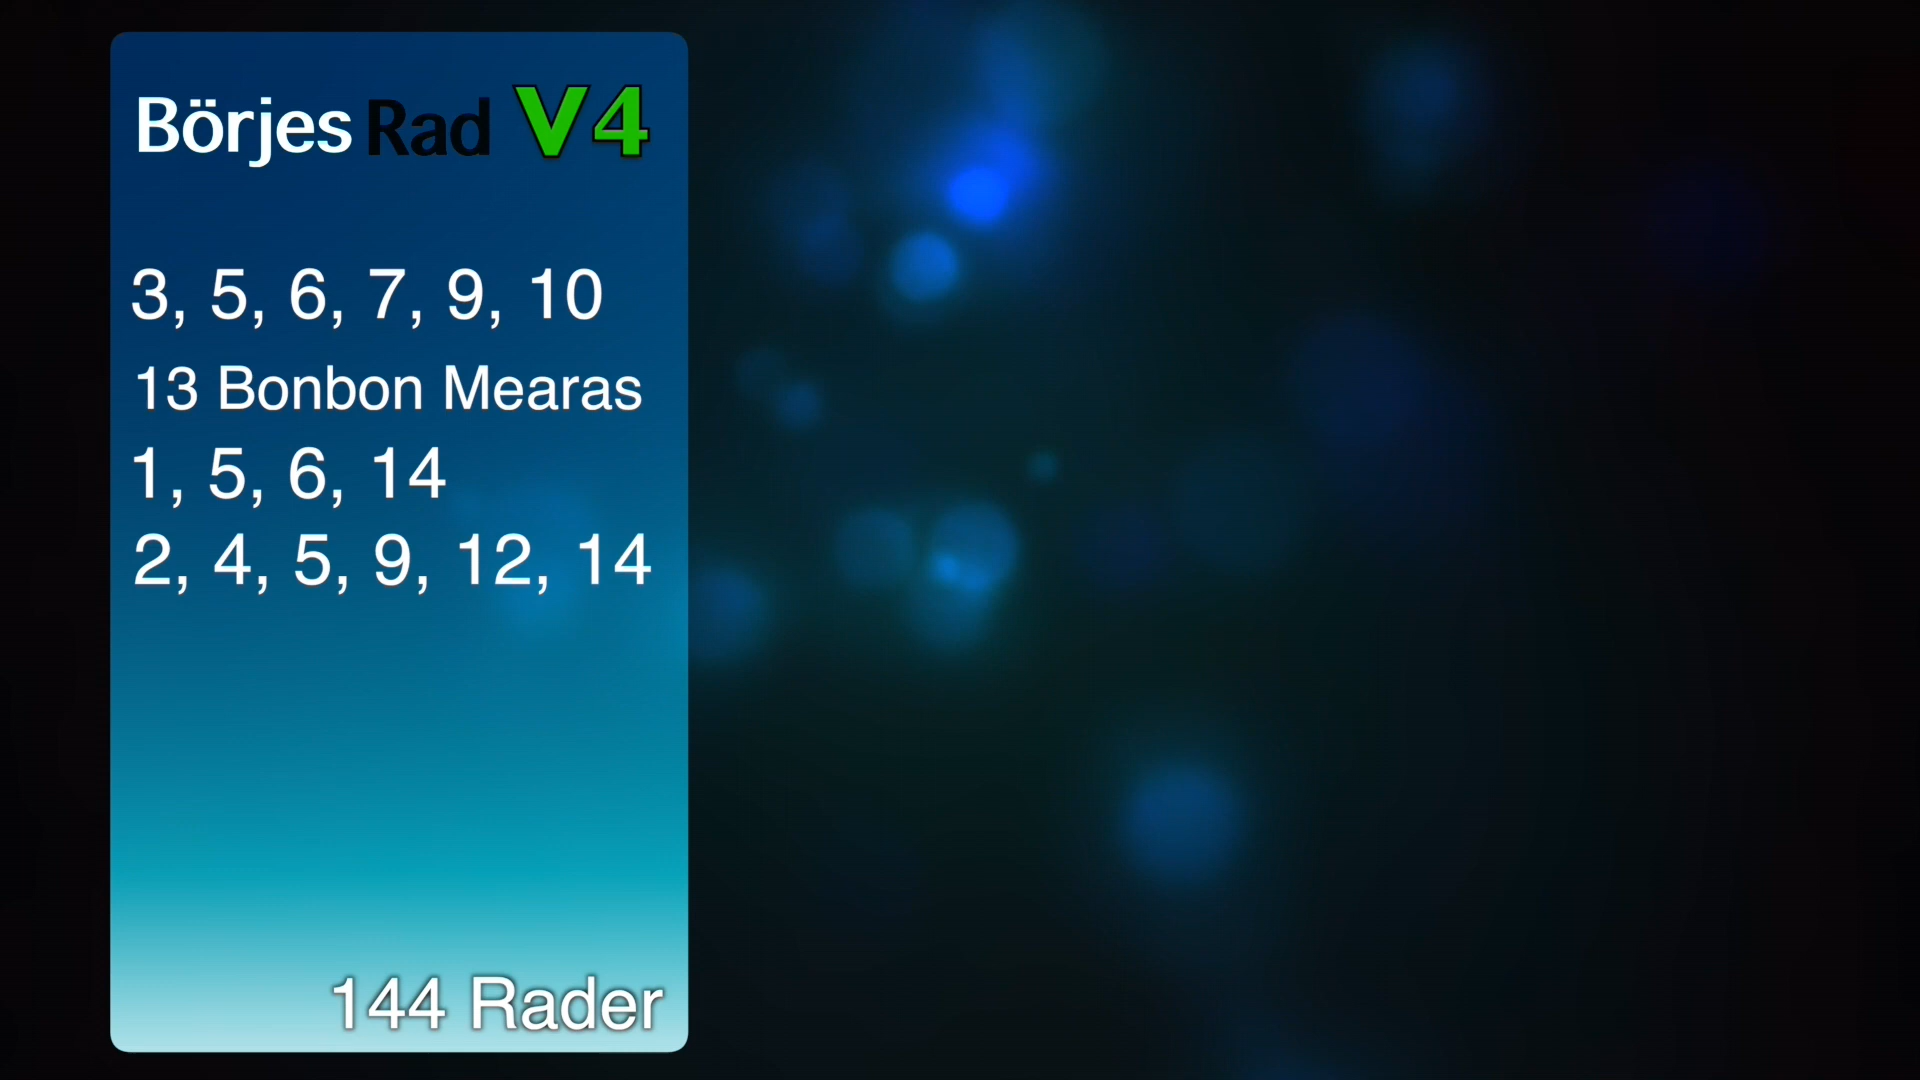 Börjes Rad V4
3, 5, 6, 7, 9, 10
13 Bonbon Mearas
1, 5, 6, 14
2, 4, 5, 9, 12, 14
144 Rader